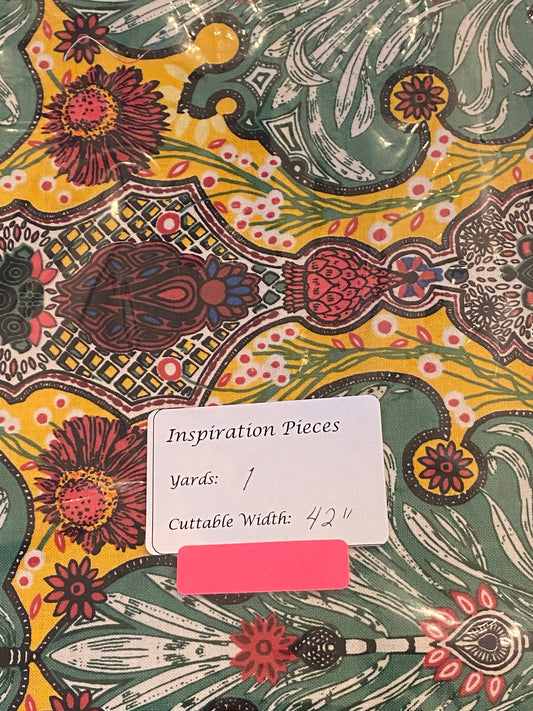 Inspiration Pieces
Yards: 1
Cuttable Width: 42"